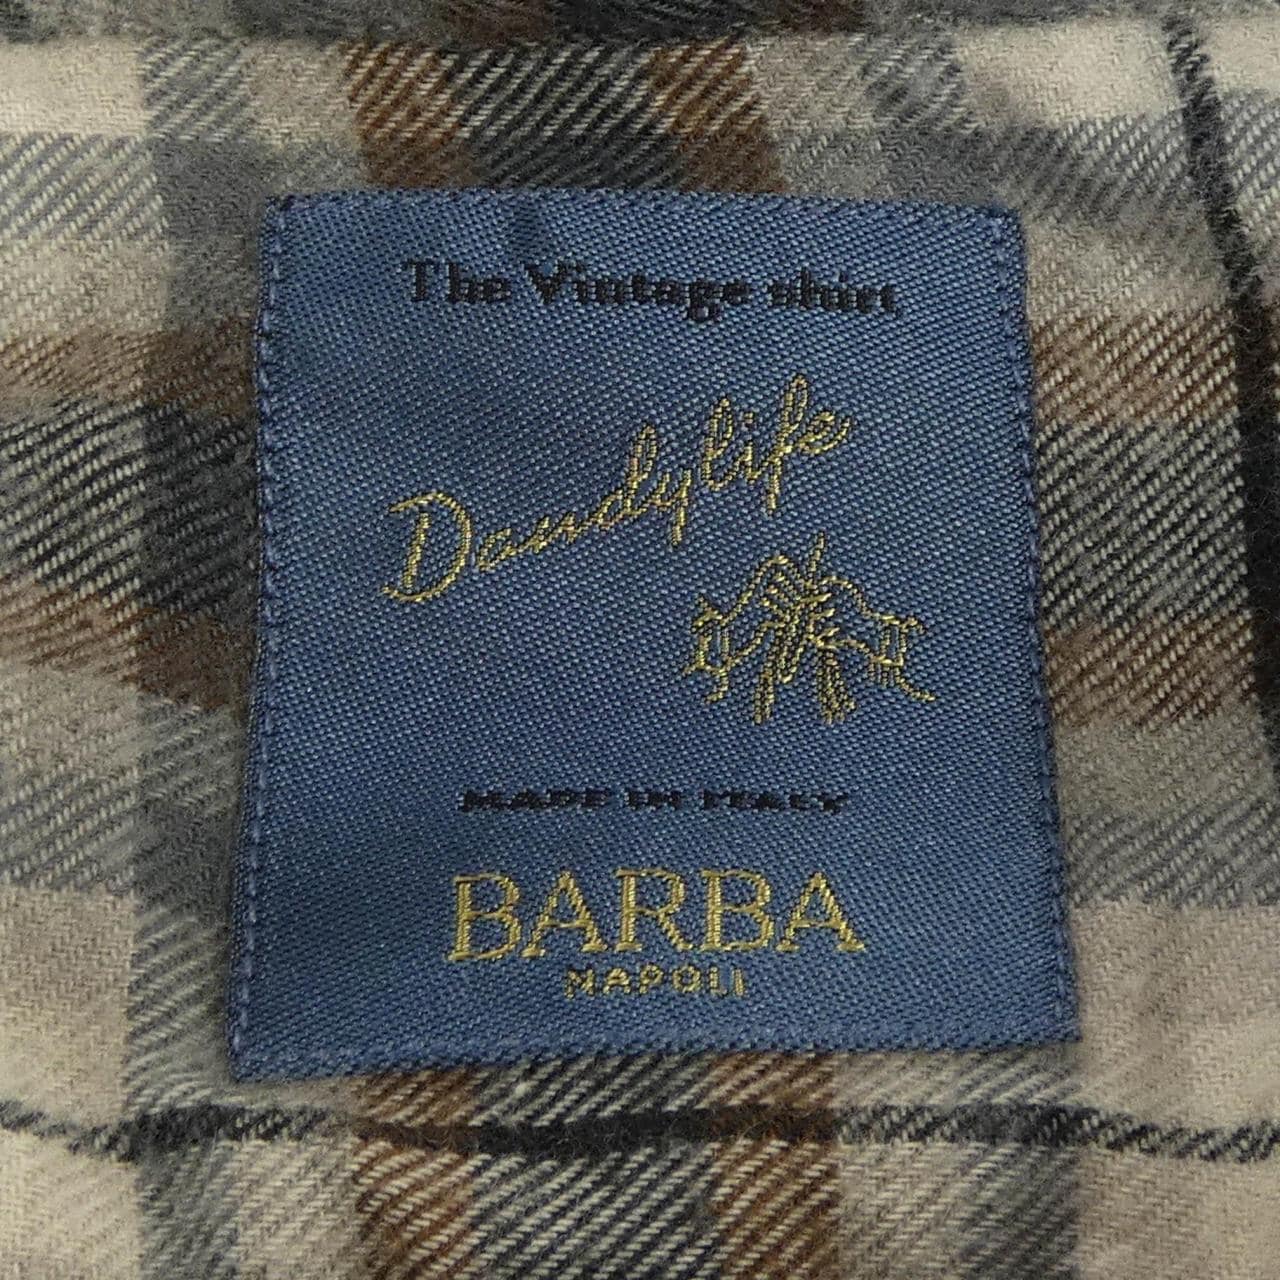 The Vintage shirt
Dandylife
MADE IN ITALY
BARBA
NAPOLI